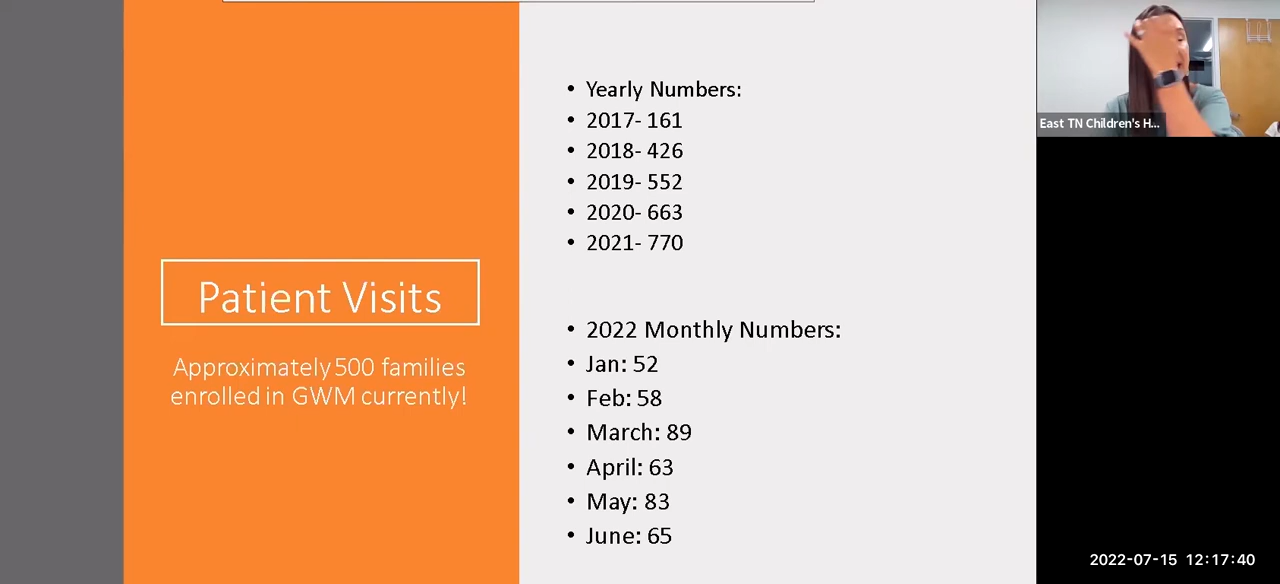 Patient Visits
Approximately 500 families
enrolled in GWM currently!
• Yearly Numbers:
• 2017- 161
• 2018- 426
• 2019- 552
• 2020- 663
• 2021- 770
• 2022 Monthly Numbers:
• Jan: 52
• Feb: 58
• March: 89
• April: 63
• May: 83
• June: 65
East TN Children's H...
2022-07-15 12:17:40